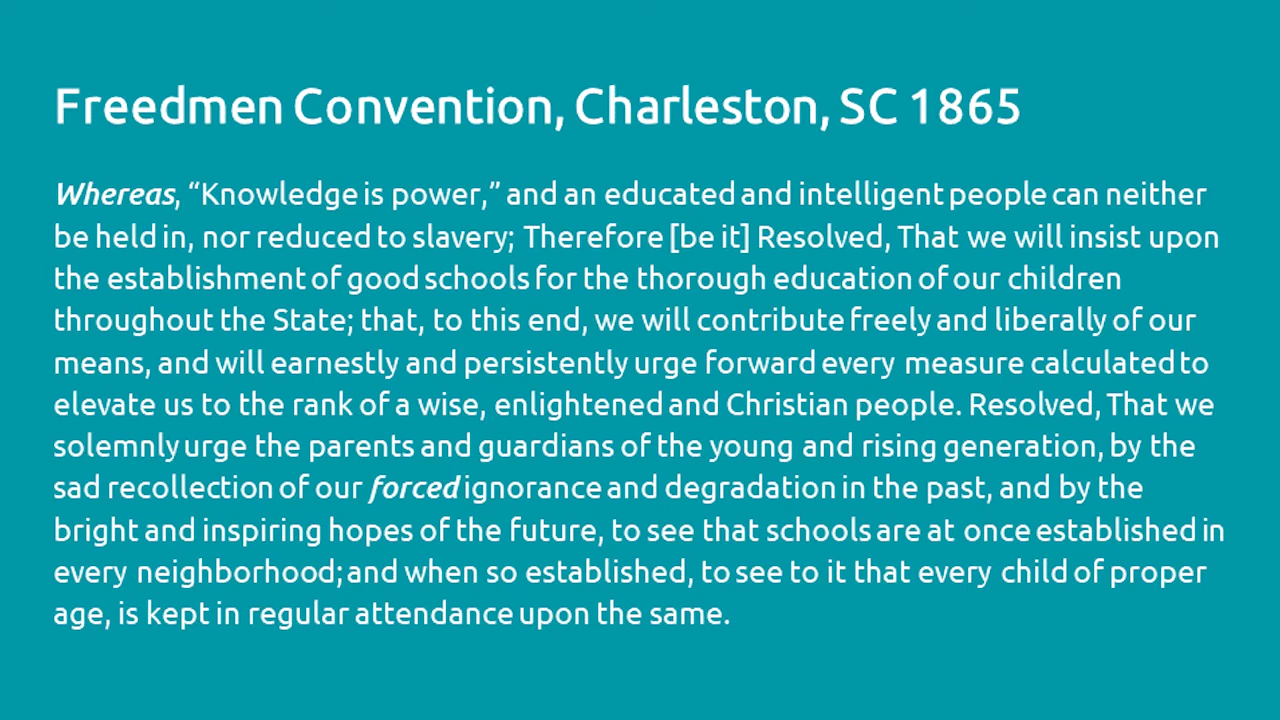 Freedmen Convention, Charleston, SC 1865
Whereas, “Knowledge is power,” and an educated and intelligent people can neither
be held in, nor reduced to slavery; Therefore [be it] Resolved, That we will insist upon
the establishment of good schools for the thorough education of our children
throughout the State; that, to this end, we will contribute freely and liberally of our
means, and will earnestly and persistently urge forward every measure calculated to
elevate us to the rank of a wise, enlightened and Christian people. Resolved, That we
solemnly urge the parents and guardians of the young and rising generation, by the
sad recollection of our forced ignorance and degradation in the past, and by the
bright and inspiring hopes of the future, to see that schools are at once established in
every neighborhood; and when so established, to see to it that every child of proper
age, is kept in regular attendance upon the same.